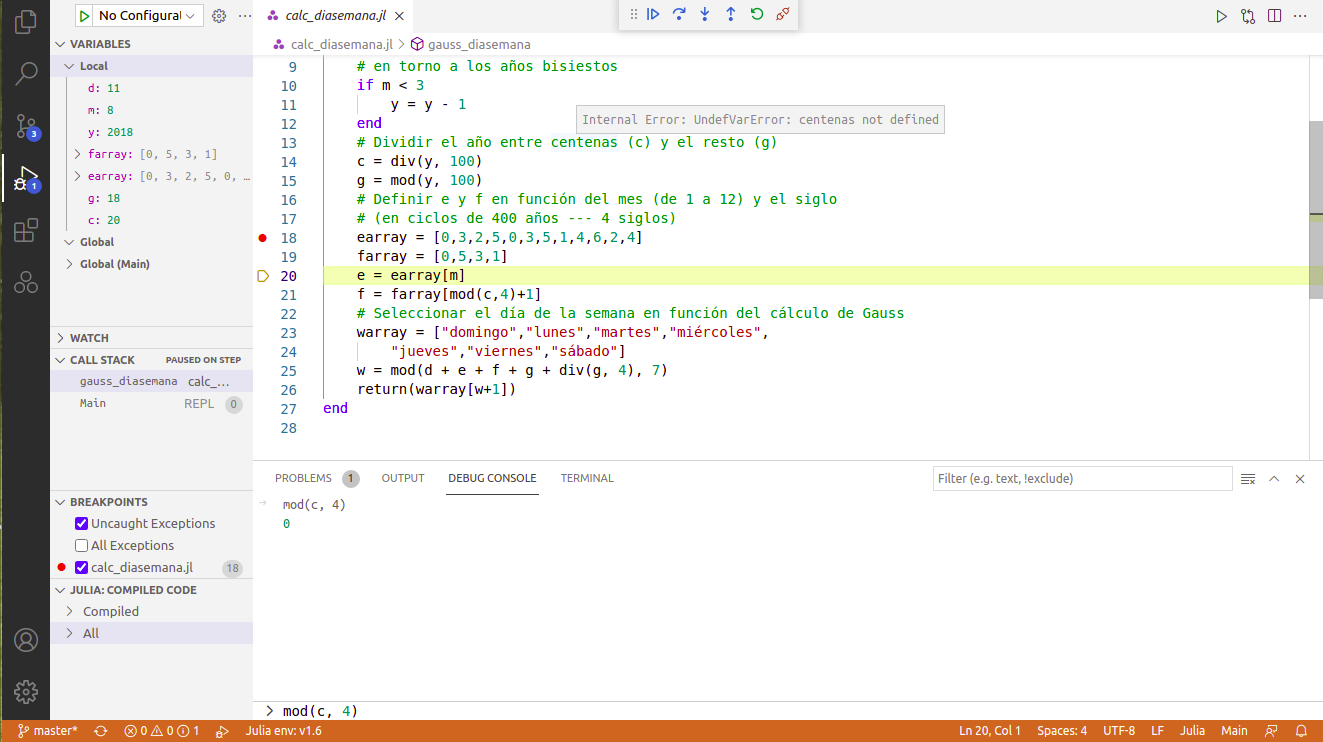 No Configurat
calc_diasemana.jl
VARIABLES
Local
d: 11
m: 8
y: 2018
farray: [0, 5, 3, 1]
earray: [0, 3, 2, 5, 0, …
g: 18
c: 20
Global
Global (Main)
WATCH
CALL STACK PAUSED ON STEP
gauss_diasemana calc_...
Main REPL 0
BREAKPOINTS
Uncaught Exceptions
All Exceptions
calc_diasemana.jl 18
JULIA: COMPILED CODE
Compiled
All
3
1
calc_diasemana.jl > gauss_diasemana
9 # en torno a los años bisiestos
10 if m < 3
11 y = y - 1
12 end
Internal Error: UndefVarError: centenas not defined
13 # Dividir el año entre centenas (c) y el resto (g)
14 c = div(y, 100)
15 g = mod(y, 100)
16 # Definir e y f en función del mes (de 1 a 12) y el siglo
17 # (en ciclos de 400 años --- 4 siglos)
18 earray = [0,3,2,5,0,3,5,1,4,6,2,4]
19 farray = [0,5,3,1]
20 e = earray[m]
21 f = farray[mod(c,4)+1]
22 # Seleccionar el día de la semana en función del cálculo de Gauss
23 warray = ["domingo","lunes","martes","miércoles",
24 "jueves","viernes","sábado"]
25 w = mod(d + e + f + g + div(g, 4), 7)
26 return(warray[w+1])
27 end
28
PROBLEMS 1 OUTPUT DEBUG CONSOLE TERMINAL Filter (e.g. text, !exclude)
mod(c, 4)
0
> mod(c, 4)
master* 0 0 1 Julia env: v1.6 Ln 20, Col 1 Spaces: 4 UTF-8 LF Julia Main